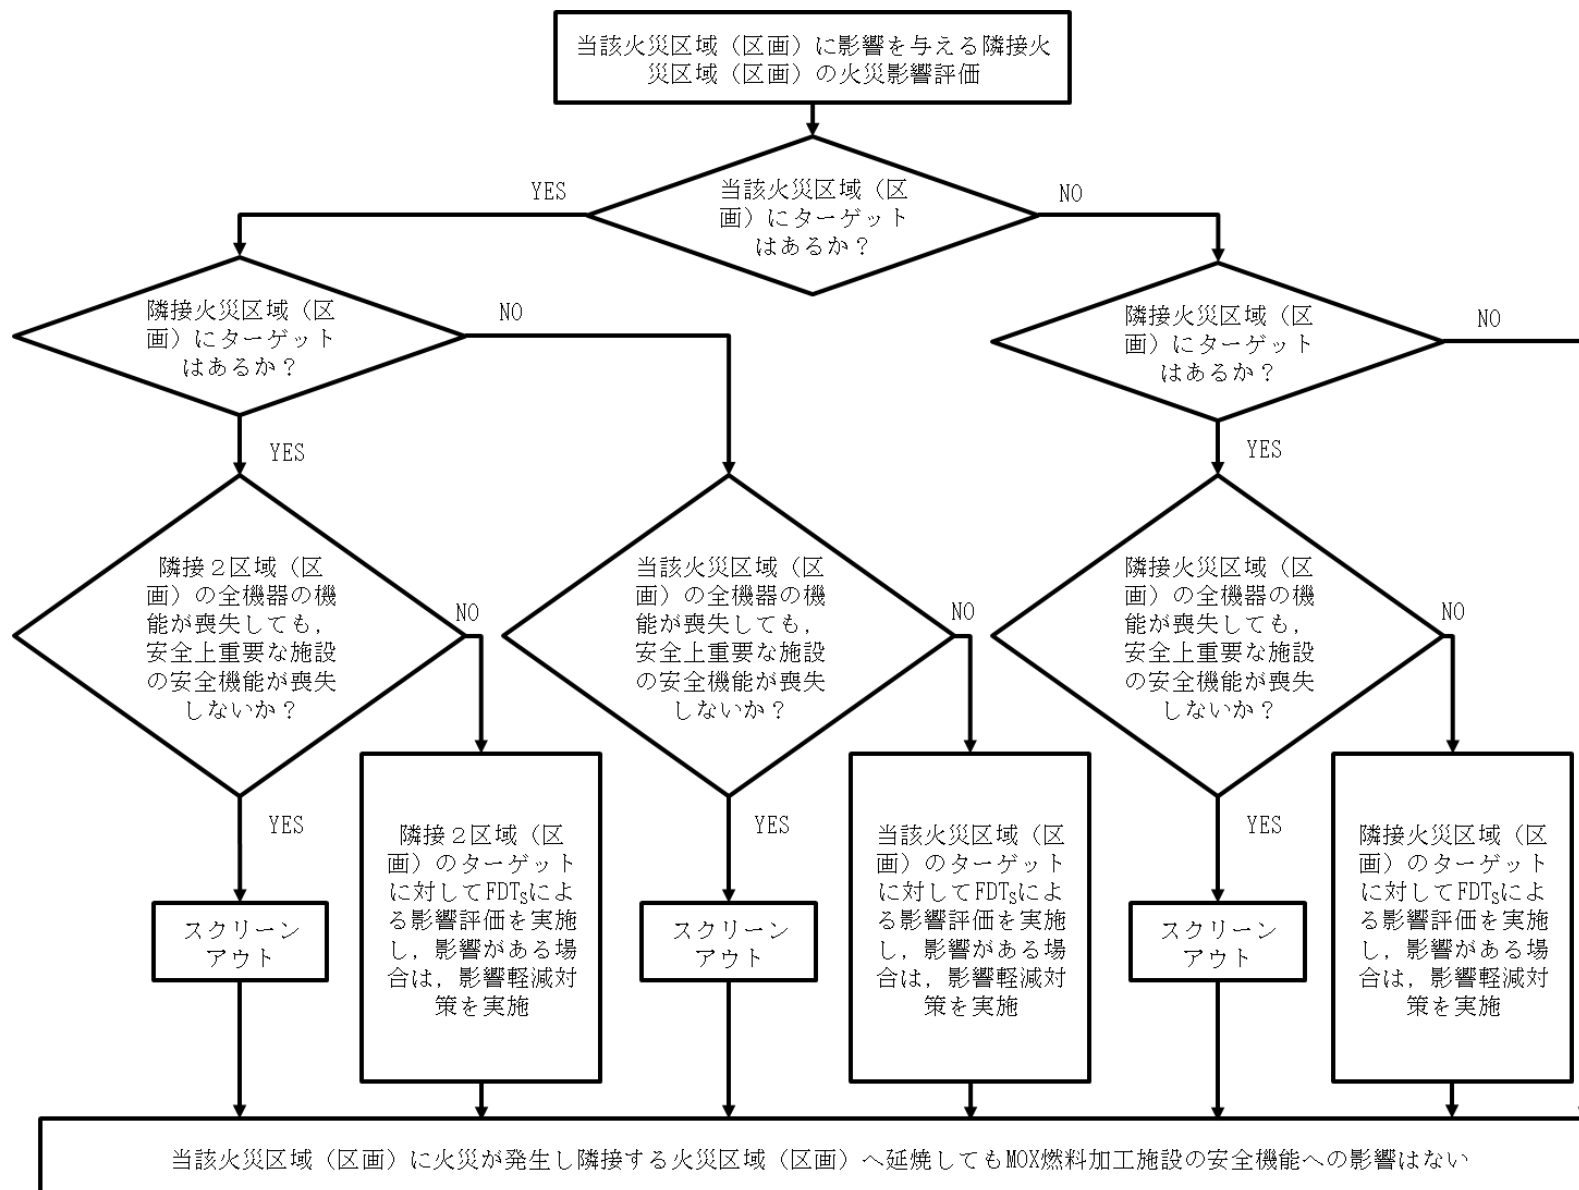 当該火災区域（区画）に影響を与える隣接火
災区域（区画）の火災影響評価
YES
当該火災区域（区
画）にターゲット
はあるか？
NO
隣接火災区域（区
画）にターゲット
はあるか？
NO
隣接火災区域（区
画）にターゲット
はあるか？
NO
YES
YES
隣接２区域（区
画）の全機器の機
能が喪失しても，
安全上重要な施設
の安全機能が喪失
しないか？
NO
当該火災区域（区
画）の全機器の機
能が喪失しても，
安全上重要な施設
の安全機能が喪失
しないか？
NO
隣接火災区域（区
画）の全機器の機
能が喪失しても，
安全上重要な施設
の安全機能が喪失
しないか？
NO
YES
隣接２区域（区
画）のターゲット
に対してFDTsによ
る影響評価を実施
し，影響がある場
合は，影響軽減対
策を実施
YES
当該火災区域（区
画）のターゲット
に対してFDTsによ
る影響評価を実施
し，影響がある場
合は，影響軽減対
策を実施
YES
隣接火災区域（区
画）のターゲット
に対してFDTsによ
る影響評価を実施
し，影響がある場
合は，影響軽減対
策を実施
スクリーン
アウト
スクリーン
アウト
スクリーン
アウト
当該火災区域（区画）に火災が発生し隣接する火災区域（区画）へ延焼してもMOX燃料加工施設の安全機能への影響はない